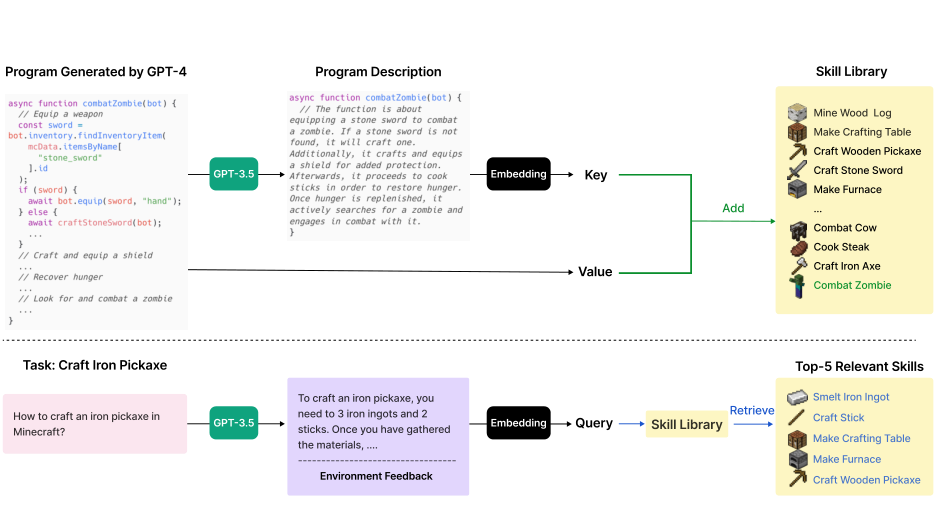 Program Generated by GPT-4
Program Description
Skill Library
async function combatZombie(bot) {
// Equip a weapon
const sword =
bot.inventory.findInventoryItem(
mcData.itemsByName[
"stone_sword"
].id
);
if (sword) {
await bot.equip(sword, "hand");
} else {
await craftStoneSword(bot);
...
}
// Craft and equip a shield
...
// Recover hunger
...
// Look for and combat a zombie
...
}
GPT-3.5
async function combatZombie(bot) {
// The function is about
equipping a stone sword to combat
a zombie. If a stone sword is not
found, it will craft one.
Additionally, it crafts and equips
a shield for added protection.
Afterwards, it proceeds to cook
sticks in order to restore hunger.
Once hunger is replenished, it
actively searches for a zombie and
engages in combat with it.
}
Embedding
Key
Value
Add
Mine Wood Log
Make Crafting Table
Craft Wooden Pickaxe
Craft Stone Sword
Make Furnace
...
Combat Cow
Cook Steak
Craft Iron Axe
Combat Zombie
Task: Craft Iron Pickaxe
Top-5 Relevant Skills
How to craft an iron pickaxe in
Minecraft?
GPT-3.5
To craft an iron pickaxe, you
need to 3 iron ingots and 2
sticks. Once you have gathered
the materials, ....
Environment Feedback
Embedding
Query
Skill Library
Retrieve
Smelt Iron Ingot
Craft Stick
Make Crafting Table
Make Furnace
Craft Wooden Pickaxe